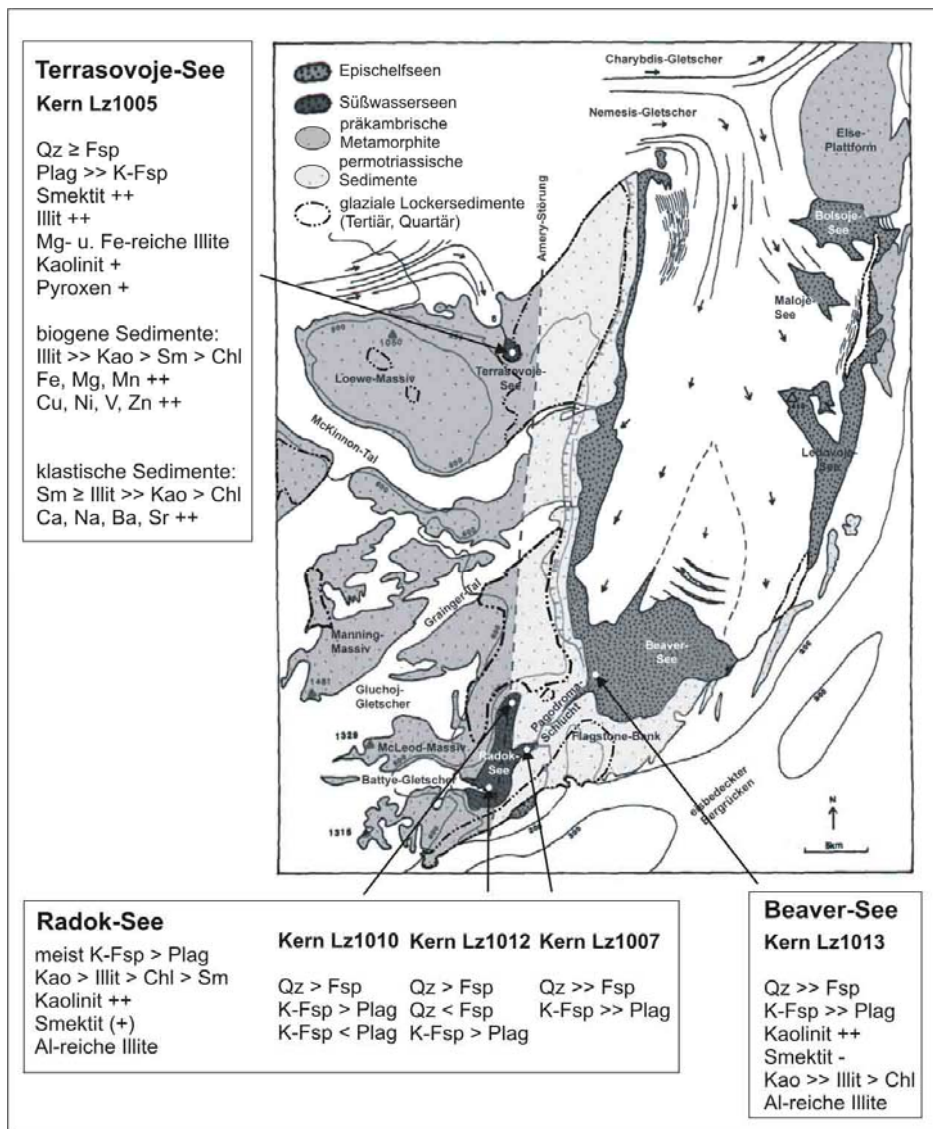 Terrasovoje-See
Kern Lz1005
Qz ≥ Fsp
Plag >> K-Fsp
Smektit ++
Illit ++
Mg- u. Fe-reiche Illite
Kaolinit +
Pyroxen +
biogene Sedimente:
Illit >> Kao > Sm > Chl
Fe, Mg, Mn ++
Cu, Ni, V, Zn ++
klastische Sedimente:
Sm ≥ Illit >> Kao > Chl
Ca, Na, Ba, Sr ++
Epischelfseen
Süßwasserseen
präkambrische
Metamorphite
permotriassische
Sedimente
glaziale Lockersedimente
(Tertiär, Quartär)
Charybdis-Gletscher
Nemesis-Gletscher
Else-
Plattform
Bolsoje-
See
Maloje-
See
Amery-Störung
Terrasovoje-
See
Loewe-Massiv
McKinnon-Tal
Ledovoje-
See
Grainger-Tal
Manning-
Massiv
1481
Gluchoj-
Gletscher
Beaver-
See
1329
McLeod-Massiv
Pagodroma-
Schlucht
Flagstone-Bank
Radok-
See
Battye-Gletscher
1315
eisbedeckter
Bergrücken
N
5km
Radok-See
meist K-Fsp > Plag
Kao > Illit > Chl > Sm
Kaolinit ++
Smektit (+)
Al-reiche Illite
Kern Lz1010 Kern Lz1012 Kern Lz1007
Qz > Fsp Qz > Fsp Qz >> Fsp
K-Fsp > Plag Qz < Fsp K-Fsp >> Plag
K-Fsp < Plag K-Fsp > Plag
Beaver-See
Kern Lz1013
Qz >> Fsp
K-Fsp >> Plag
Kaolinit ++
Smektit -
Kao >> Illit > Chl
Al-reiche Illite